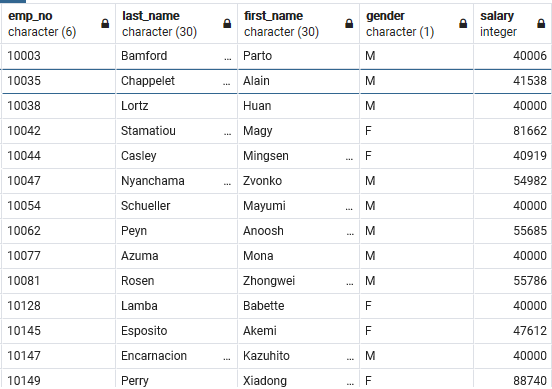 emp_no last_name first_name gender salary
character (6) character (30) character (30) character (1) integer
10003 Bamford ... Parto M 40006
10035 Chappelet ... Alain M 41538
10038 Lortz Huan M 40000
10042 Stamatiou ... Magy F 81662
10044 Casley Mingsen ... F 40919
10047 Nyanchama ... Zvonko M 54982
10054 Schueller Mayumi ... M 40000
10062 Peyn Anoosh ... M 55685
10077 Azuma Mona M 40000
10081 Rosen Zhongwei ... M 55786
10128 Lamba Babette F 40000
10145 Esposito Akemi F 47612
10147 Encarnacion ... Kazuhito ... M 40000
10149 Perry Xiadong ... F 88740